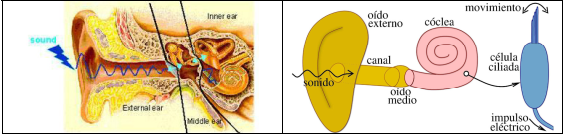 Inner ear
sound
External ear
Middle ear
oído
externo
sonido
canal
oído
medio
cóclea
movimiento
célula
ciliada
impulso
eléctrico